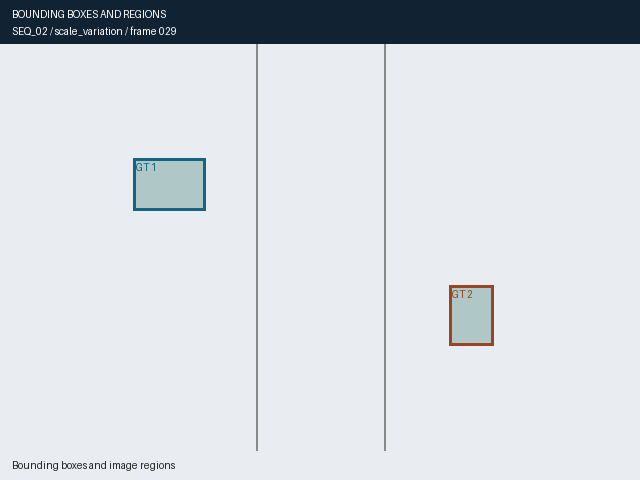 BOUNDING BOXES AND REGIONS
SEQ_02 / scale_variation / frame 029
GT 1
GT 2
Bounding boxes and image regions